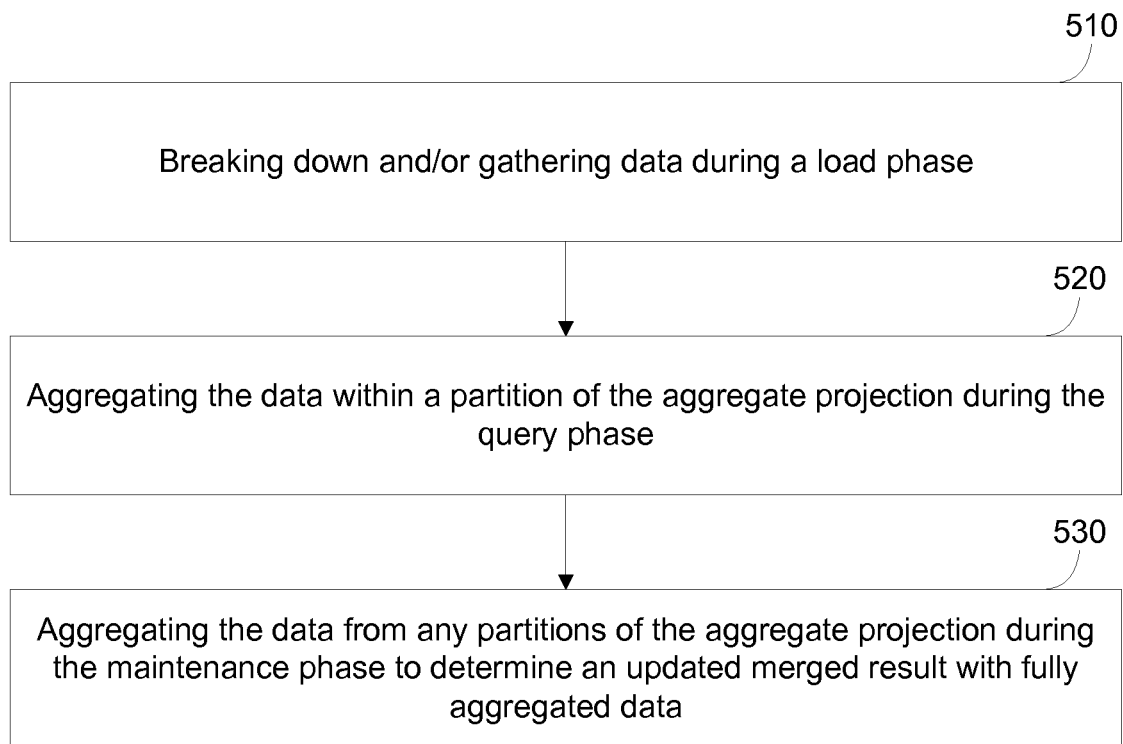 510
Breaking down and/or gathering data during a load phase
520
Aggregating the data within a partition of the aggregate projection during the
query phase
530
Aggregating the data from any partitions of the aggregate projection during
the maintenance phase to determine an updated merged result with fully
aggregated data